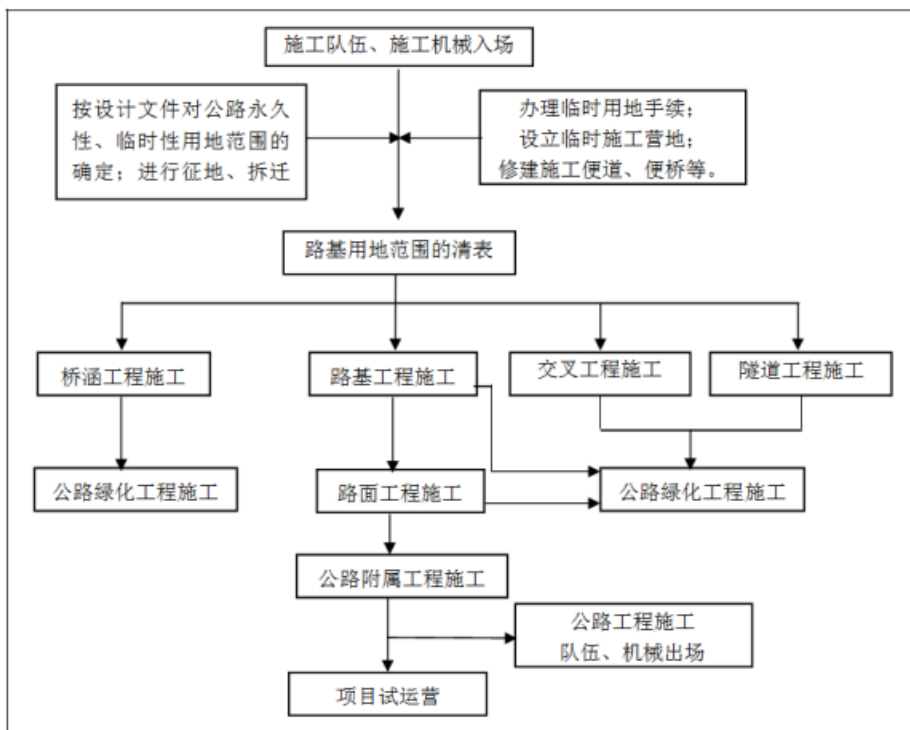 施工队伍、施工机械入场
按设计文件对公路永久
性、临时性用地范围的
确定；进行征地、拆迁
办理临时用地手续；
设立临时施工营地；
修建施工便道、便桥等。
路基用地范围的清表
桥涵工程施工
路基工程施工
交叉工程施工
隧道工程施工
公路绿化工程施工
路面工程施工
公路绿化工程施工
公路附属工程施工
公路工程施工
队伍、机械出场
项目试运营